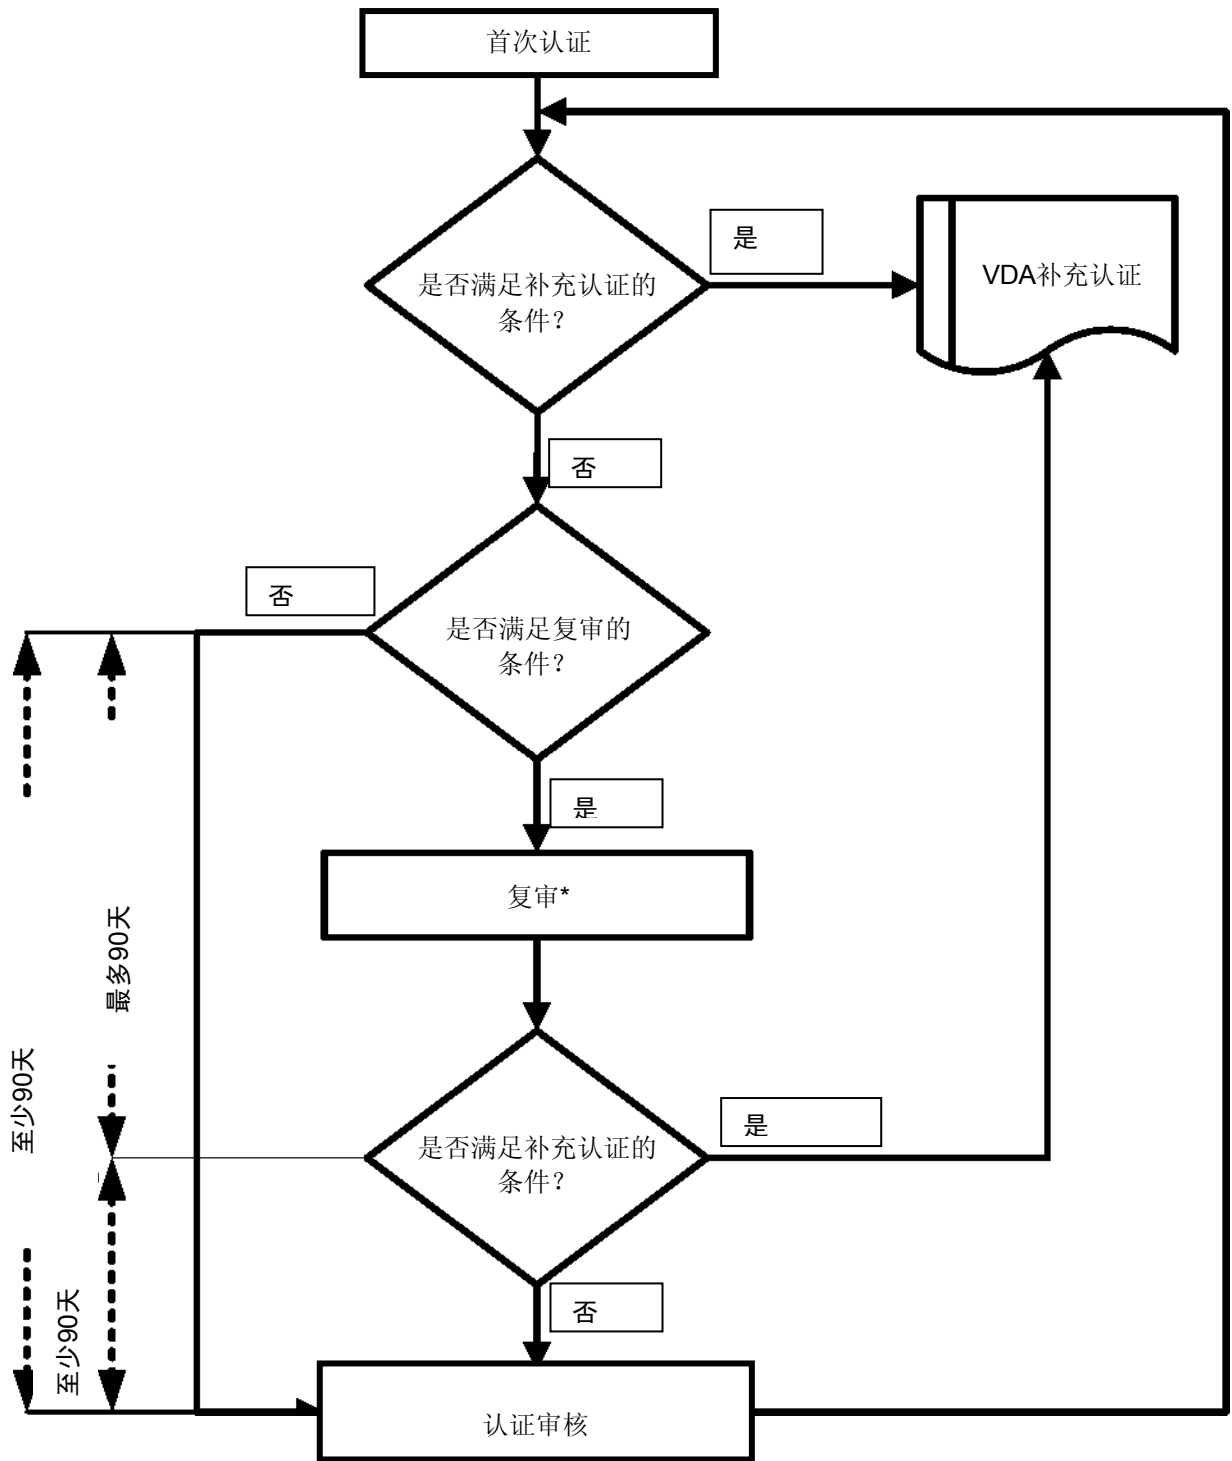 首次认证
是
VDA补充认证
是否满足补充认证的
条件？
否
否
是否满足复审的
条件？
是
复审*
最多90天
至少90天
是
是否满足补充认证的
条件？
否
至少90天
认证审核